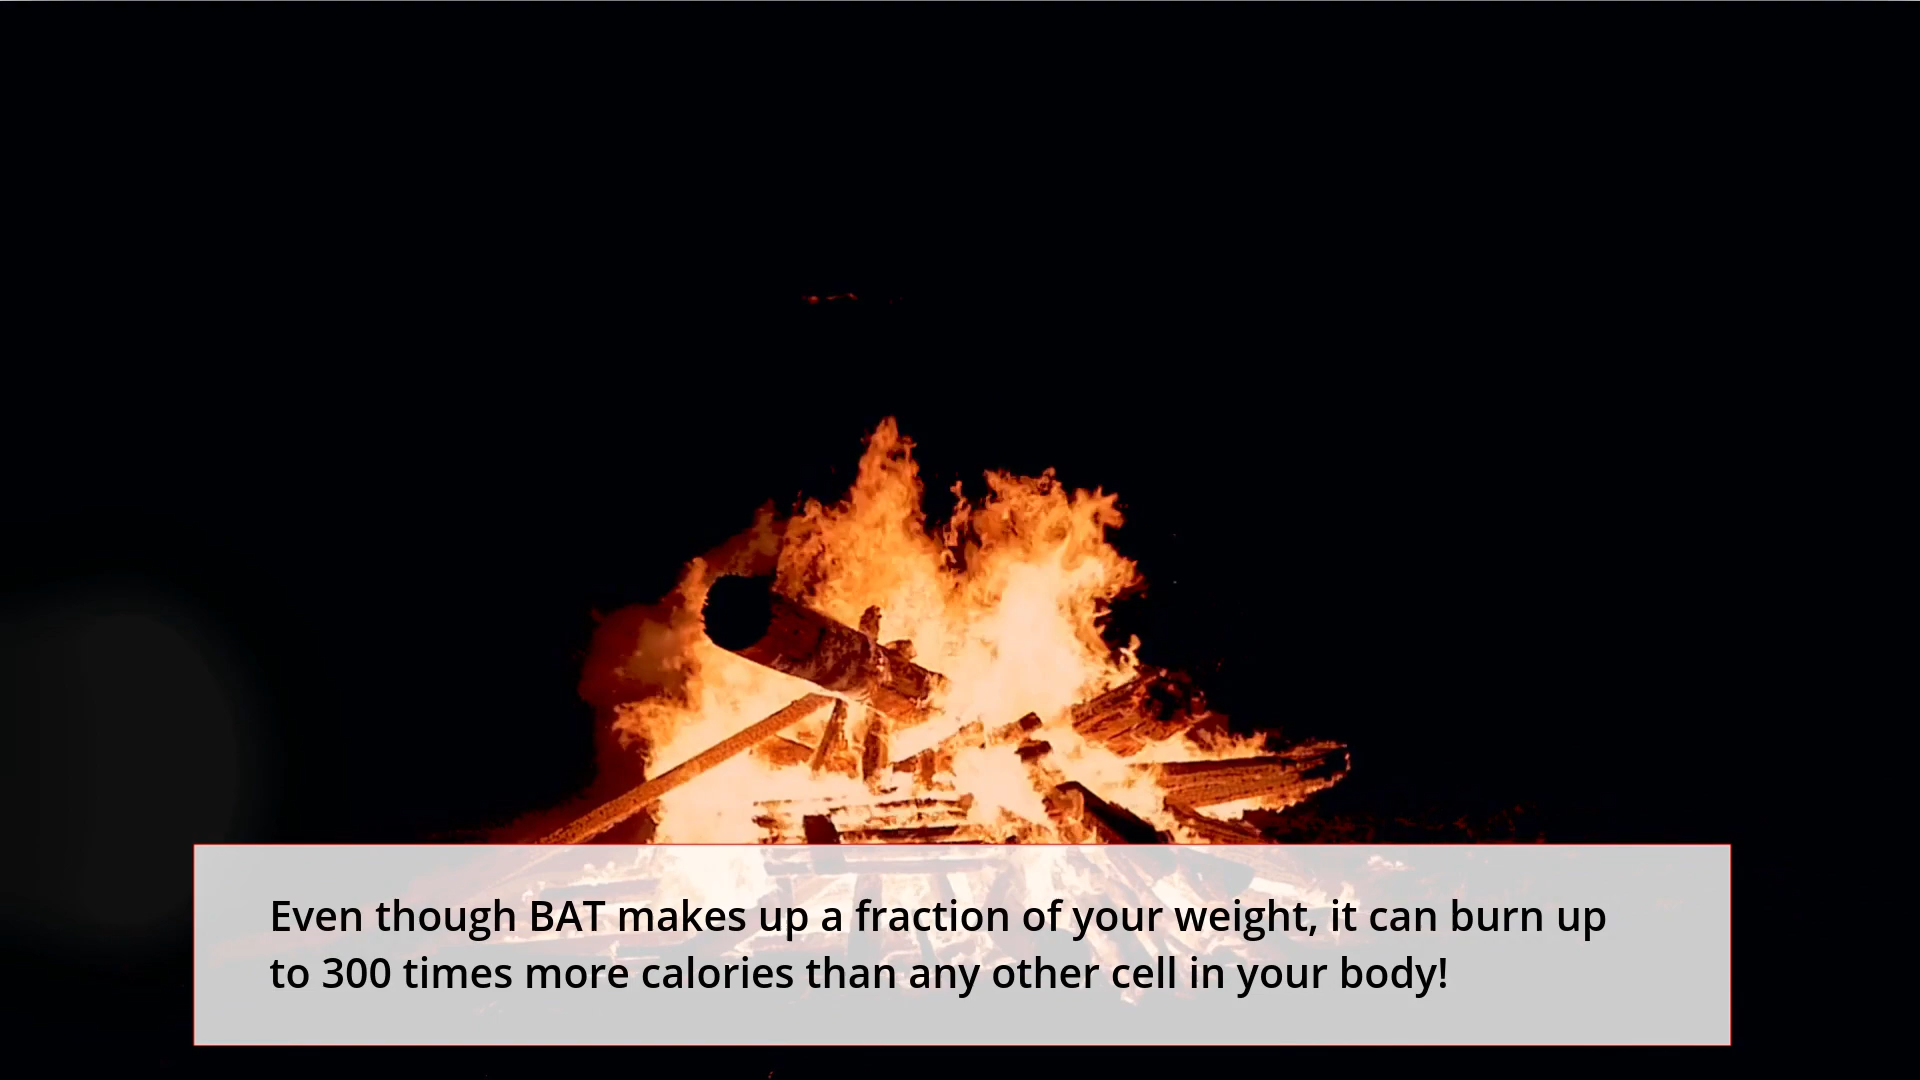 Even though BAT makes up a fraction of your weight, it can burn up
to 300 times more calories than any other cell in your body!